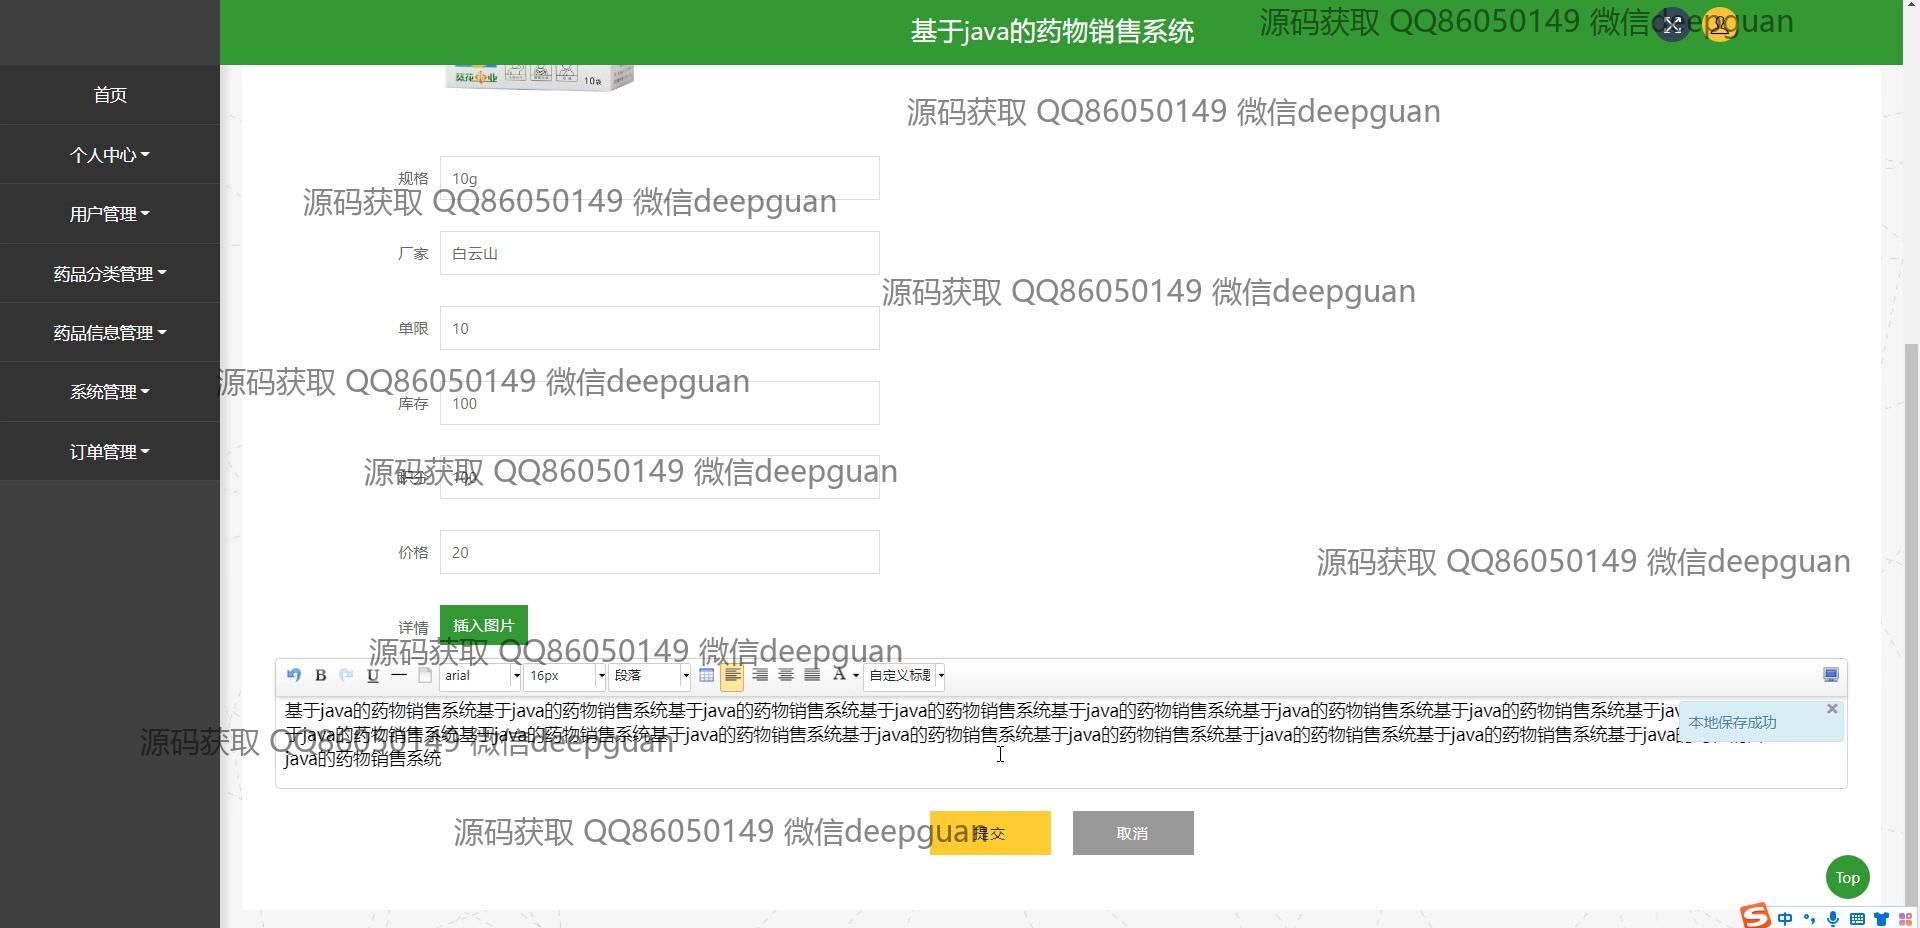 基于java的药物销售系统
源码获取 QQ86050149 微信deepguan
首页
葵花药业
10袋
源码获取 QQ86050149 微信deepguan
个人中心
规格 10g
源码获取 QQ86050149 微信deepguan
用户管理
厂家 白云山
药品分类管理
源码获取 QQ86050149 微信deepguan
药品信息管理
单限 10
系统管理
源码获取 QQ86050149 微信deepguan
库存 100
订单管理
源码获取 QQ86050149 微信deepguan
积分 100
价格 20
源码获取 QQ86050149 微信deepguan
详情 插入图片
源码获取 QQ86050149 微信deepguan
B U arial 16px 段落 A 自定义标题
基于java的药物销售系统基于java的药物销售系统基于java的药物销售系统基于java的药物销售系统基于java的药物销售系统基于java的药物销售系统基于java的药物销售系统基于jav
本地保存成功
于java的药物销售系统基于java的药物销售系统基于java的药物销售系统基于java的药物销售系统基于java的药物销售系统基于java的药物销售系统基于java的药物销售系统基于java
源码获取 QQ86050149 微信deepguan
java的药物销售系统
源码获取 QQ86050149 微信deepguan
提交 取消
Top
中